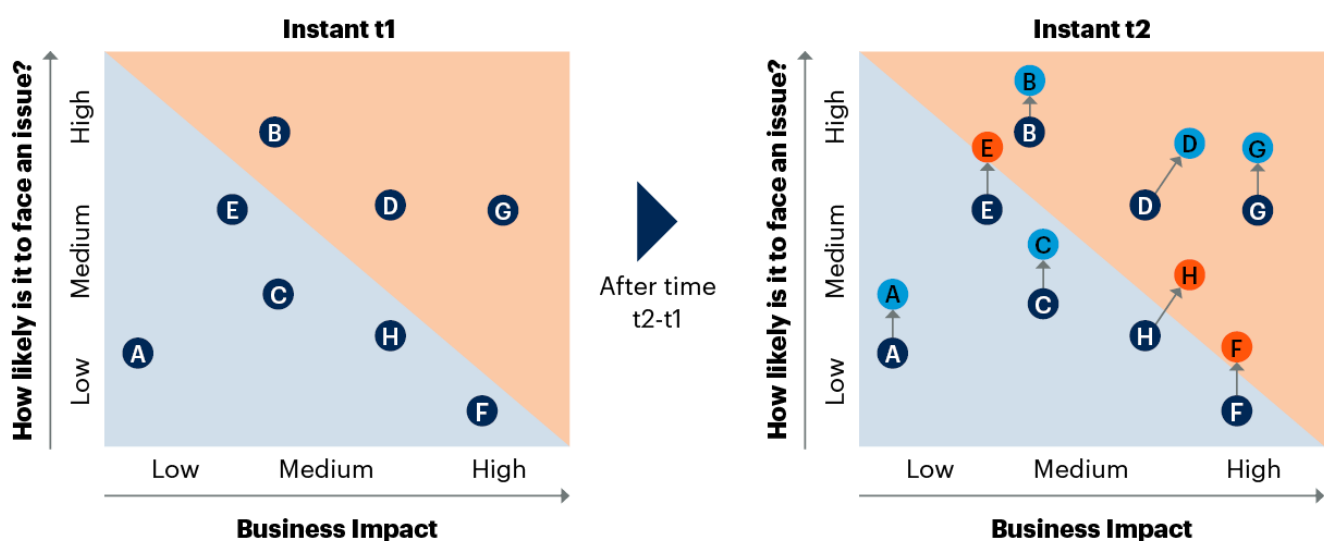 Instant t1
How likely is it to face an issue?
High
Medium
Low
B
E
D
G
C
H
A
F
Low Medium High
Business Impact
After time
t2-t1
Instant t2
How likely is it to face an issue?
High
Medium
Low
B
B
E
D
G
E
D
G
C
H
A
C
H
F
A
F
Low Medium High
Business Impact